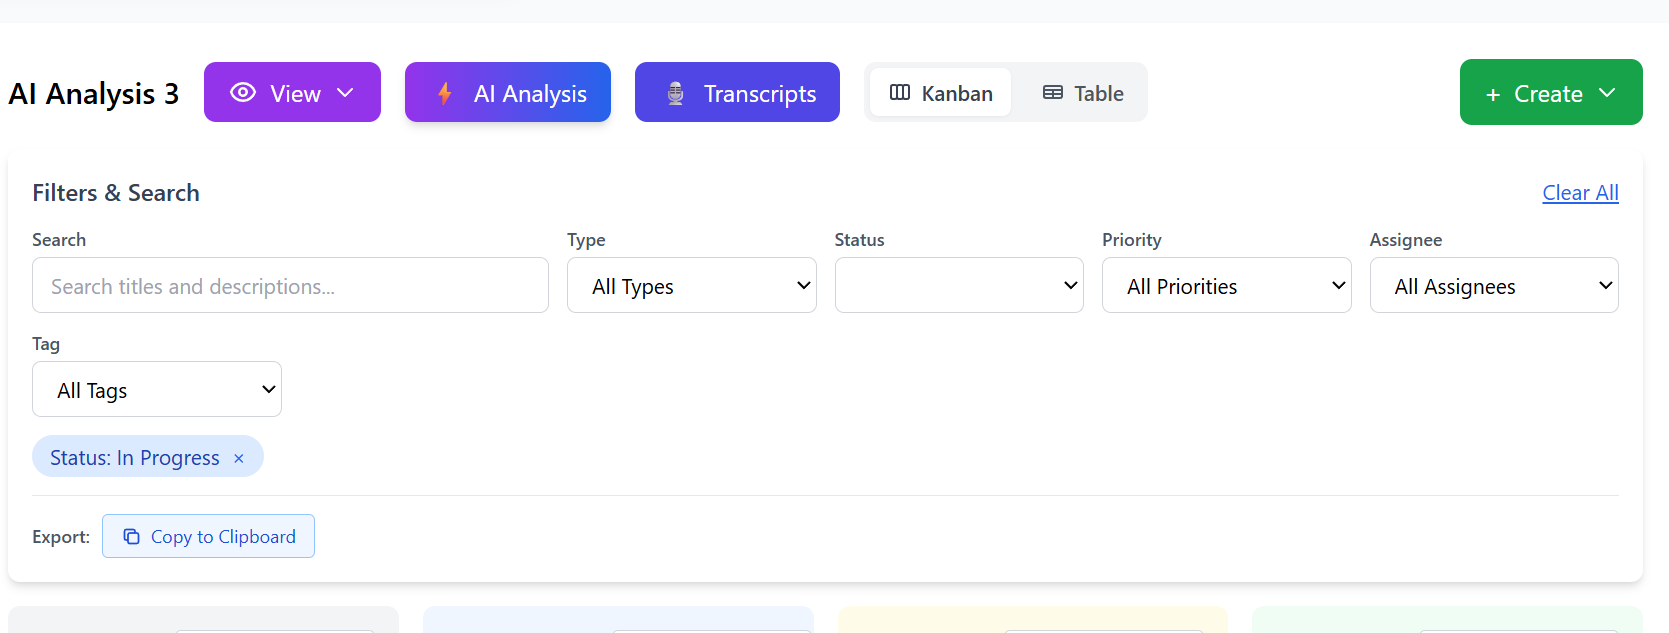 AI Analysis 3
View
AI Analysis
Transcripts
Kanban
Table
+ Create
Filters & Search
Clear All
Search
Type
Status
Priority
Assignee
Search titles and descriptions...
All Types
All Priorities
All Assignees
Tag
All Tags
Status: In Progress ×
Export:
Copy to Clipboard